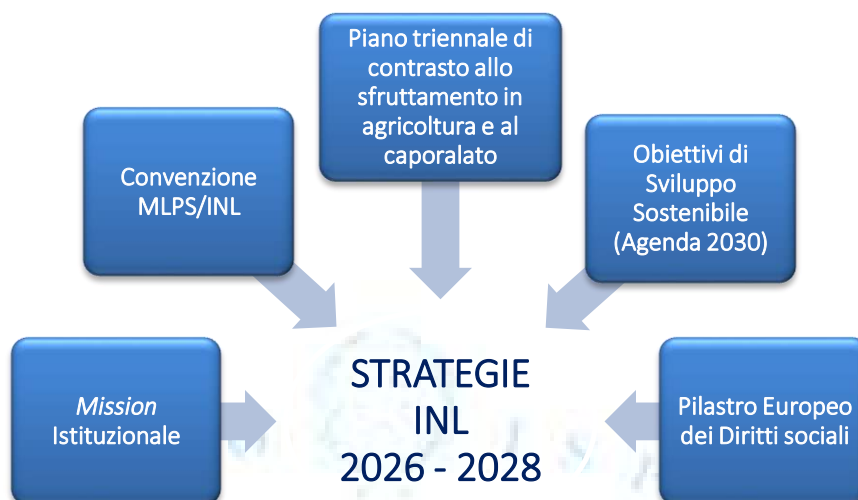 Piano triennale di
contrasto allo
sfruttamento in
agricoltura e al
caporalato
Convenzione
MLPS/INL
Obiettivi di
Sviluppo
Sostenibile
(Agenda 2030)
Mission
Istituzionale
STRATEGIE
INL
2026 - 2028
Pilastro Europeo
dei Diritti sociali